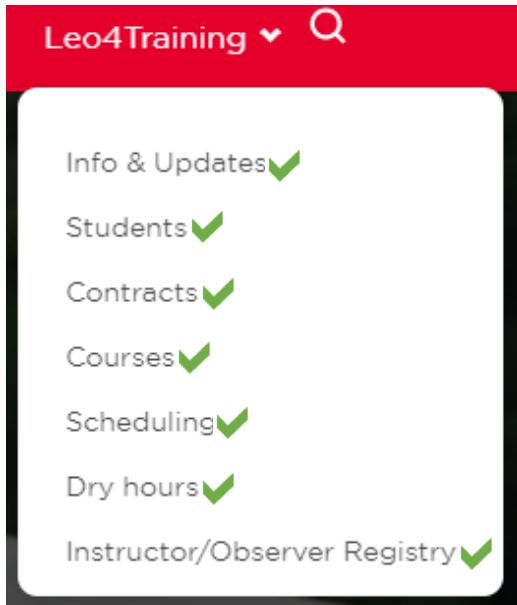 Leo4Training
Info & Updates
Students
Contracts
Courses
Scheduling
Dry hours
Instructor/Observer Registry